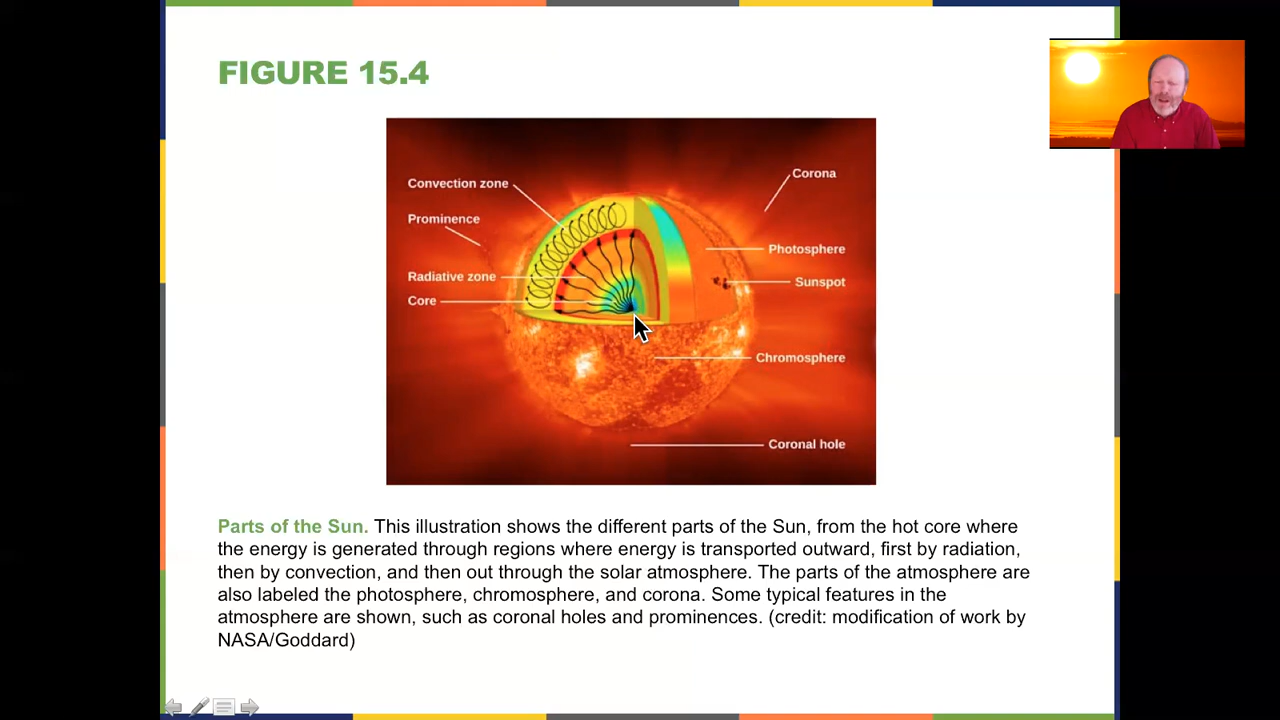 FIGURE 15.4
Convection zone
Prominence
Radiative zone
Core
Corona
Photosphere
Sunspot
Chromosphere
Coronal hole
Parts of the Sun. This illustration shows the different parts of the Sun, from the hot core where
the energy is generated through regions where energy is transported outward, first by radiation,
then by convection, and then out through the solar atmosphere. The parts of the atmosphere are
also labeled the photosphere, chromosphere, and corona. Some typical features in the
atmosphere are shown, such as coronal holes and prominences. (credit: modification of work by
NASA/Goddard)